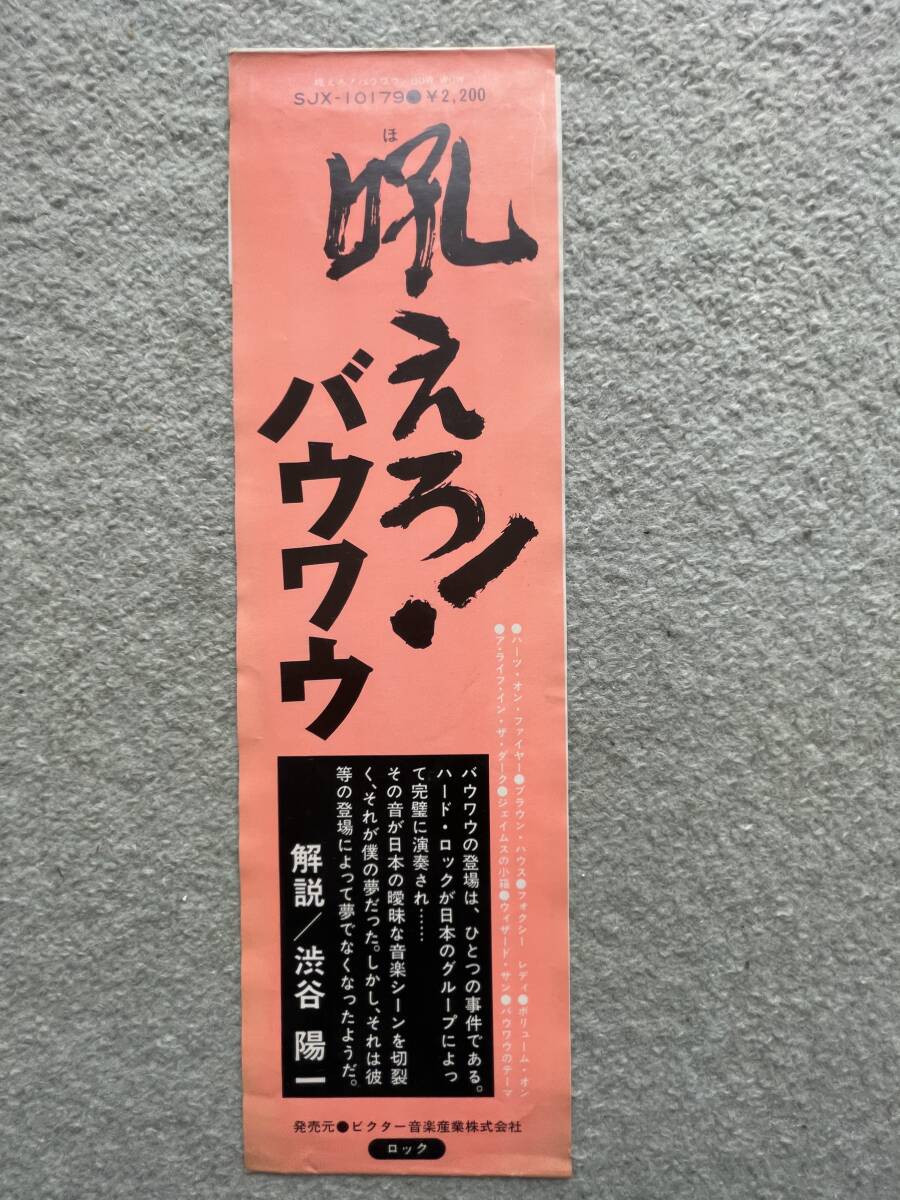 吼えろ!バウワウ BOW WOW
SJX-10179●¥2,200
ほ
吼えろ!
バウワウ
●ハーツ・オン・ファイヤー●ブラウン・ハウス●フォクシー レディ●ボリューム・オン
●ア・ライフ・イン・ザ・ダーク●ジェイムスの小箱●ウィザード・サン●バウワウのテーマ
バウワウの登場は、ひとつの事件である。
ハード・ロックが日本のグループによっ
て完璧に演奏され……
その音が日本の曖昧な音楽シーンを切裂
く、それが僕の夢だった。しかし、それは彼
等の登場によって夢でなくなったようだ。
解説/渋谷 陽一
発売元●ビクター音楽産業株式会社
ロック